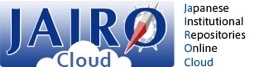 JAIRO
Cloud
Japanese
Institutional
Repositories
Online
Cloud